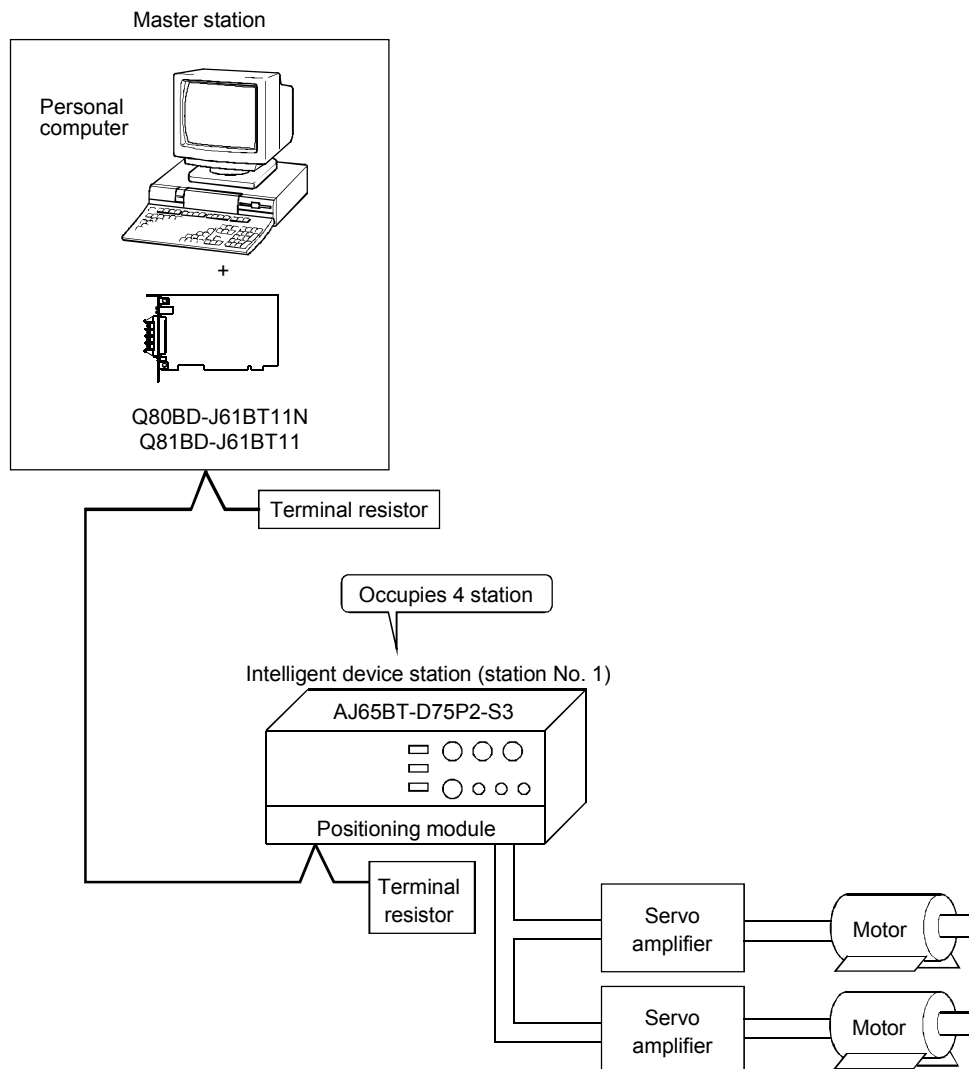 Master station
Personal
computer
+
Q80BD-J61BT11N
Q81BD-J61BT11
Terminal resistor
Occupies 4 station
Intelligent device station (station No. 1)
AJ65BT-D75P2-S3
Positioning module
Terminal
resistor
Servo
amplifier
Motor
Servo
amplifier
Motor